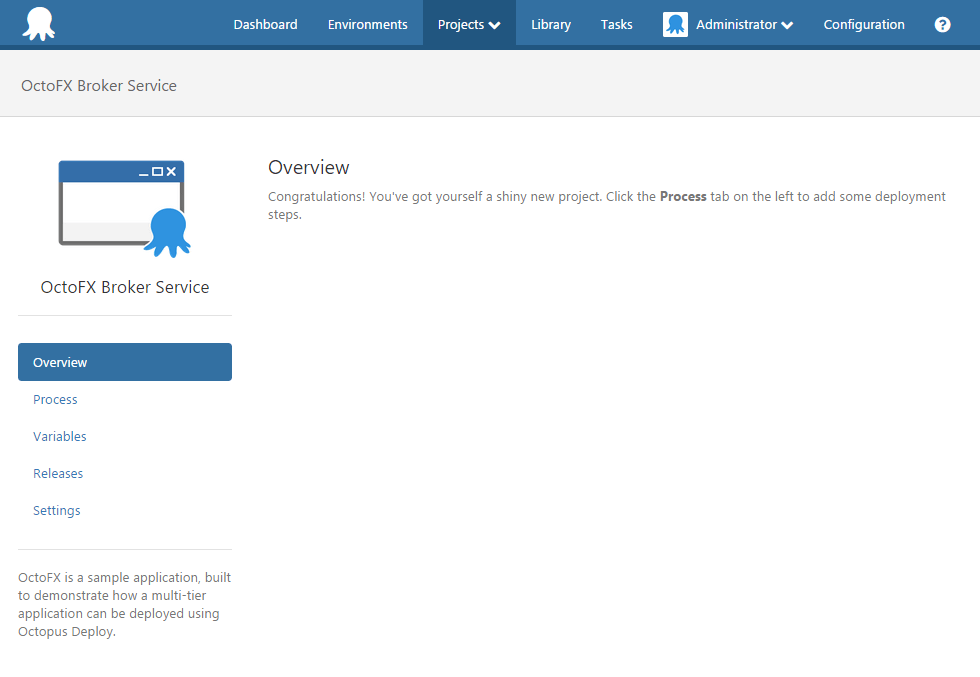 Dashboard Environments Projects Library Tasks Administrator Configuration ?
OctoFX Broker Service
OctoFX Broker Service
Overview
Process
Variables
Releases
Settings
OctoFX is a sample application, built
to demonstrate how a multi-tier
application can be deployed using
Octopus Deploy.
Overview
Congratulations! You've got yourself a shiny new project. Click the Process tab on the left to add some deployment
steps.